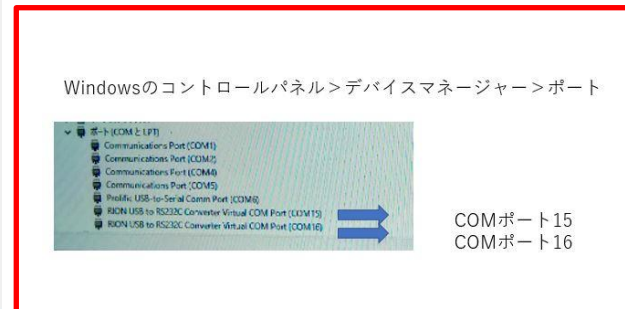 Windowsのコントロールパネル＞デバイスマネージャー＞ポート
ポート (COM と LPT)
Communications Port (COM1)
Communications Port (COM2)
Communications Port (COM4)
Communications Port (COM5)
Prolific USB-to-Serial Comm Port (COM6)
RION USB to RS232C Converter Virtual COM Port (COM15)
RION USB to RS232C Converter Virtual COM Port (COM16)
COMポート15
COMポート16